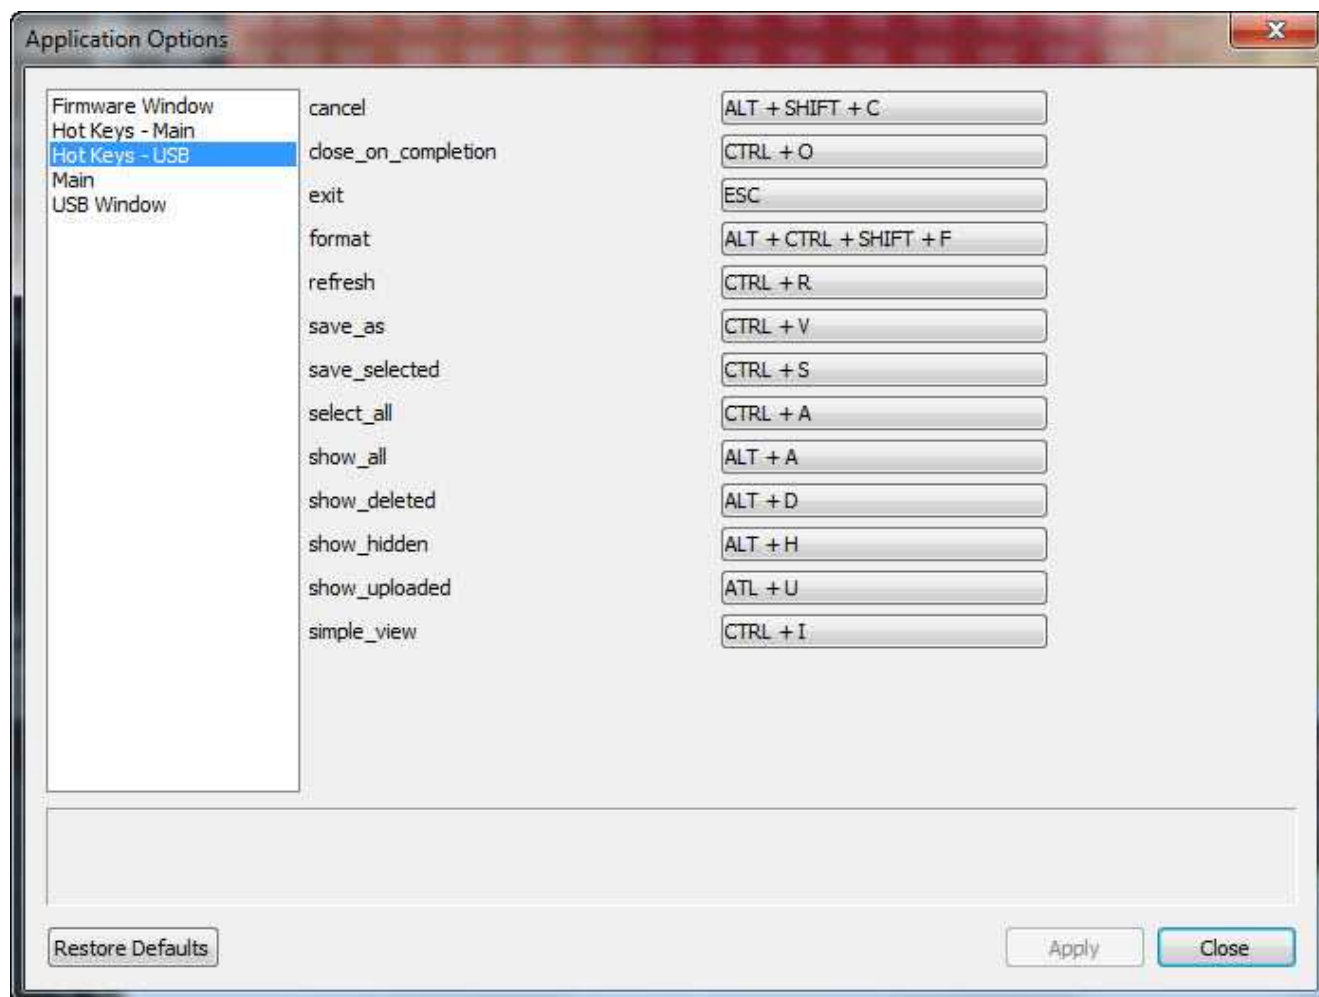 Application Options
Firmware Window
Hot Keys - Main
Hot Keys - USB
Main
USB Window
cancel ALT + SHIFT + C
close_on_completion CTRL + O
exit ESC
format ALT + CTRL + SHIFT + F
refresh CTRL + R
save_as CTRL + V
save_selected CTRL + S
select_all CTRL + A
show_all ALT + A
show_deleted ALT + D
show_hidden ALT + H
show_uploaded ATL + U
simple_view CTRL + I
Restore Defaults Apply Close